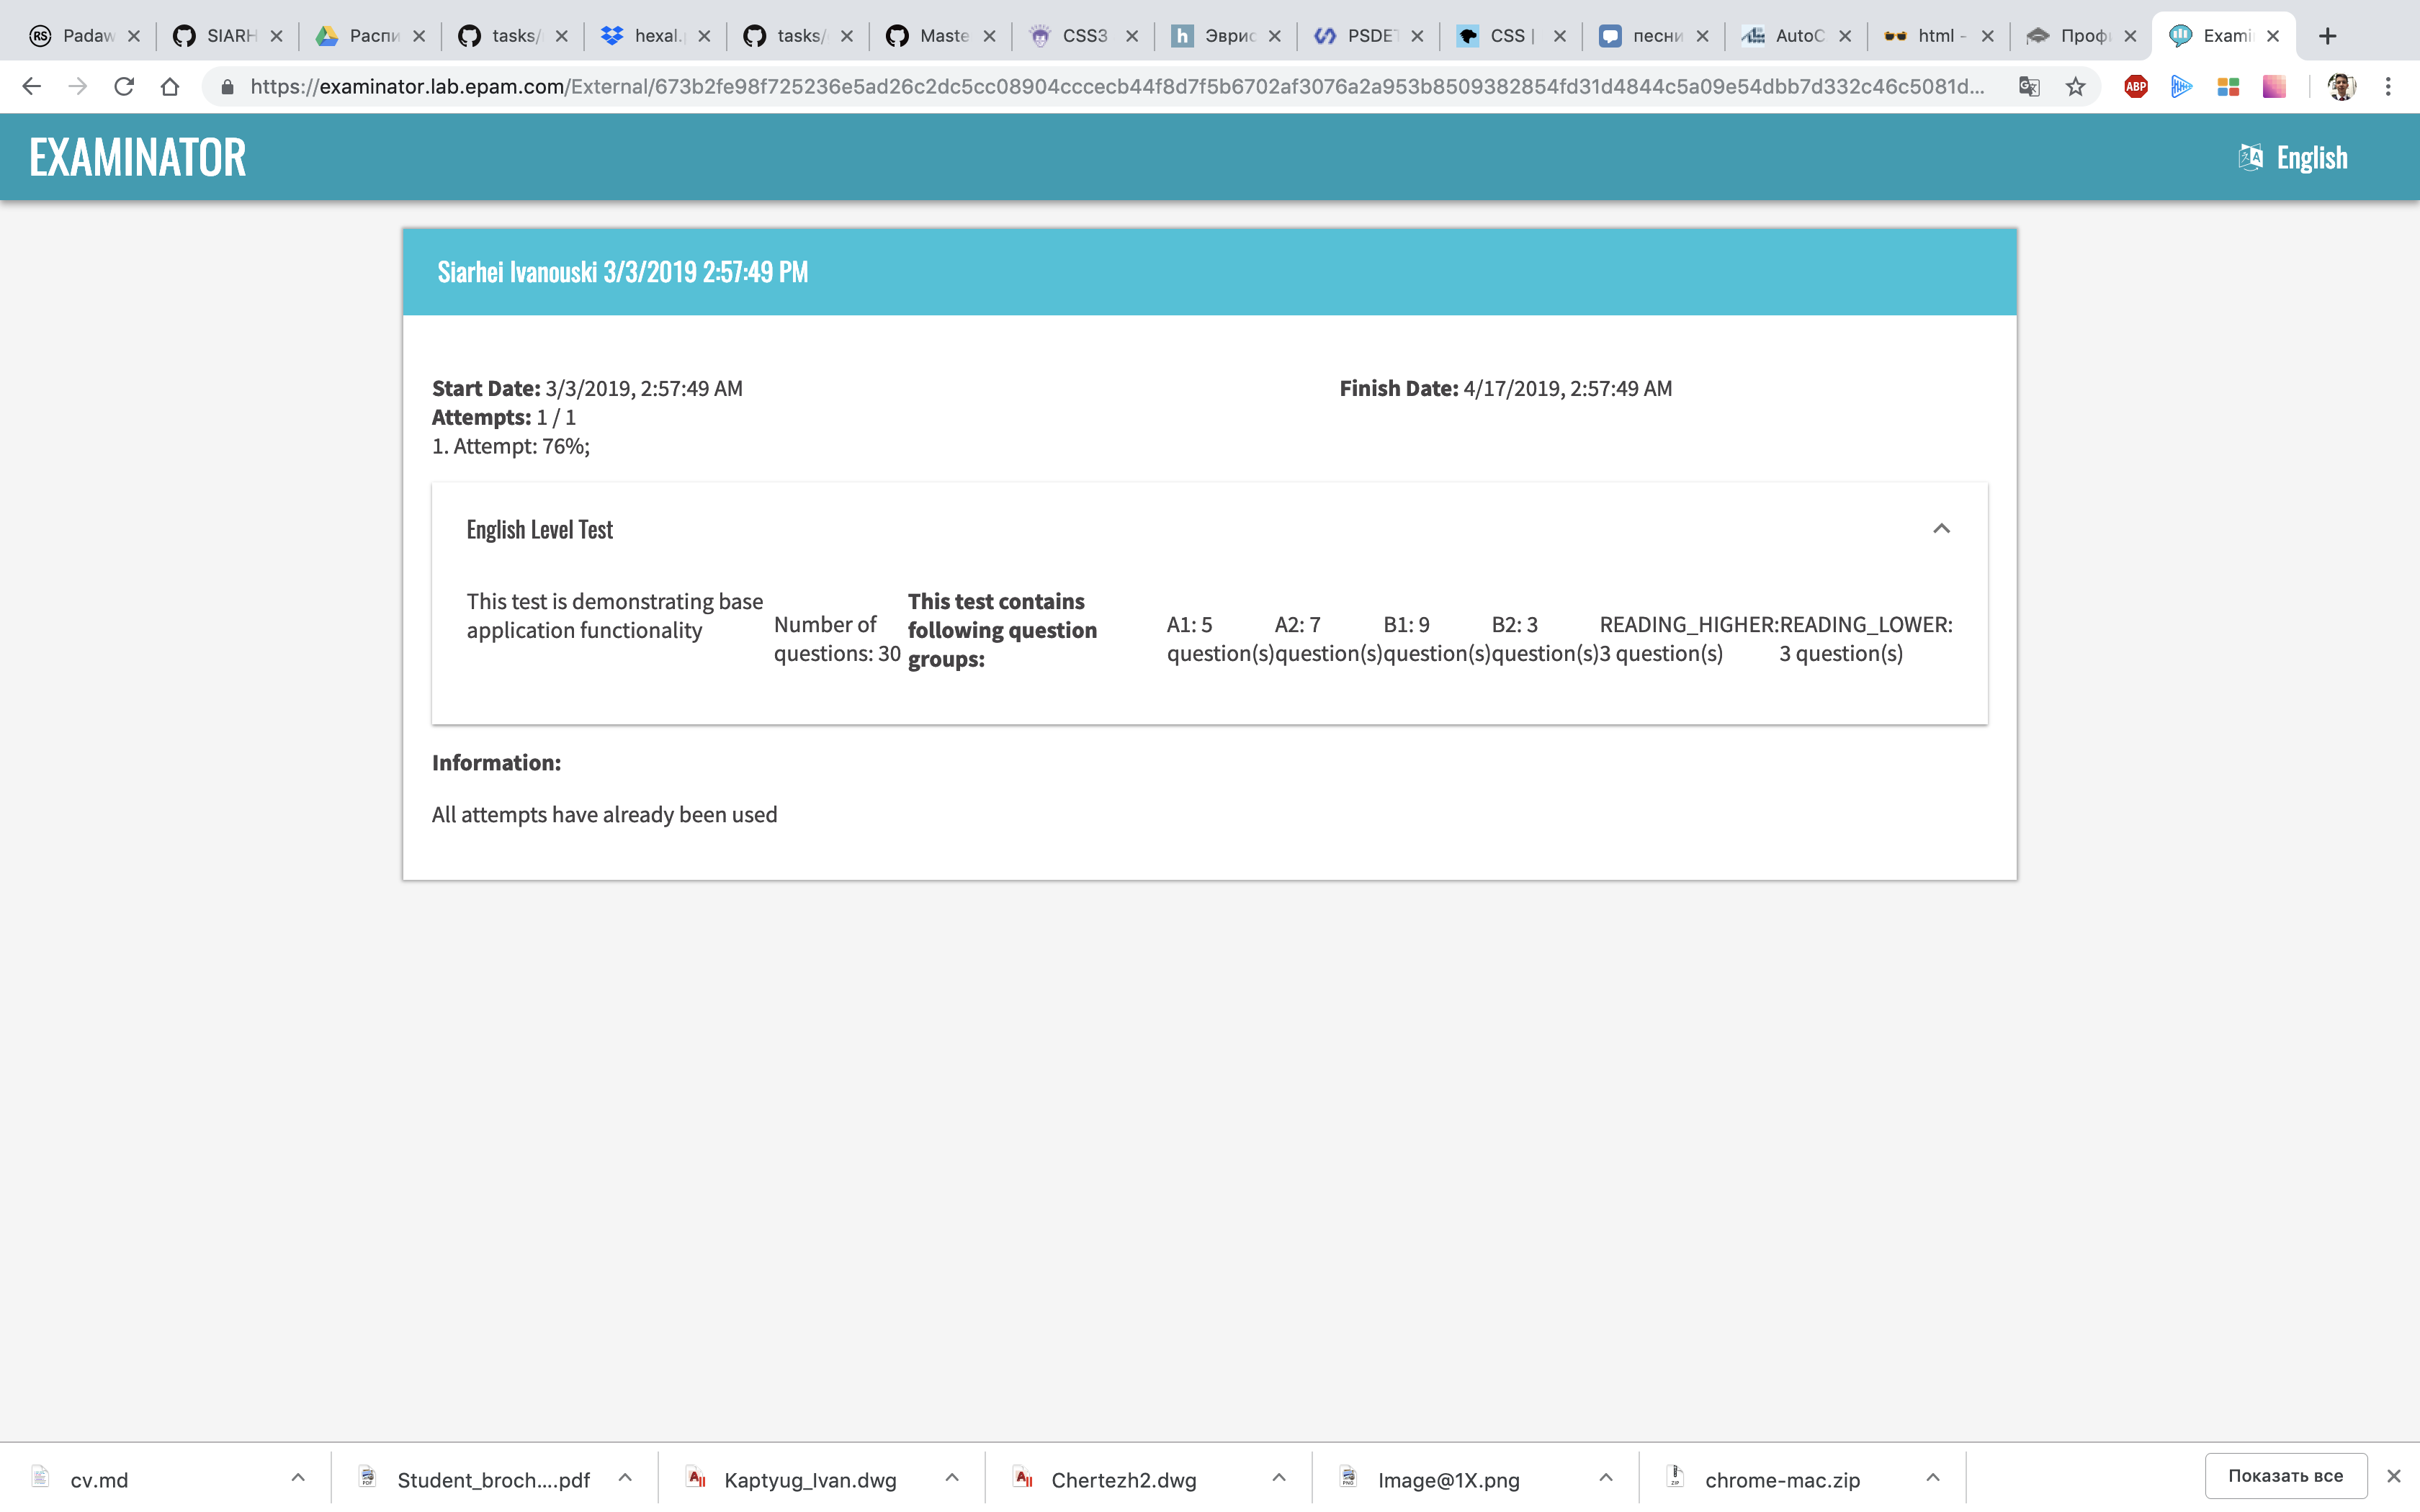 Padaw
SIARH
Распи
tasks/
hexal.
tasks/
Maste
CSS3
Эврис
PSDET
CSS |
песни
AutoC
html -
Профи
Exami
https://examinator.lab.epam.com/External/673b2fe98f725236e5ad26c2dc5cc08904cccecb44f8d7f5b6702af3076a2a953b8509382854fd31d4844c5a09e54dbb7d332c46c5081d...
ABP
EXAMINATOR
English
Siarhei Ivanouski 3/3/2019 2:57:49 PM
Start Date: 3/3/2019, 2:57:49 AM
Finish Date: 4/17/2019, 2:57:49 AM
Attempts: 1 / 1
1. Attempt: 76%;
English Level Test
This test is demonstrating base
application functionality
Number of
questions: 30
This test contains
following question
groups:
A1: 5
question(s)
A2: 7
question(s)
B1: 9
question(s)
B2: 3
question(s)
READING_HIGHER:
3 question(s)
READING_LOWER:
3 question(s)
Information:
All attempts have already been used
cv.md
Student_broch....pdf
Kaptyug_Ivan.dwg
Chertezh2.dwg
Image@1X.png
chrome-mac.zip
Показать все